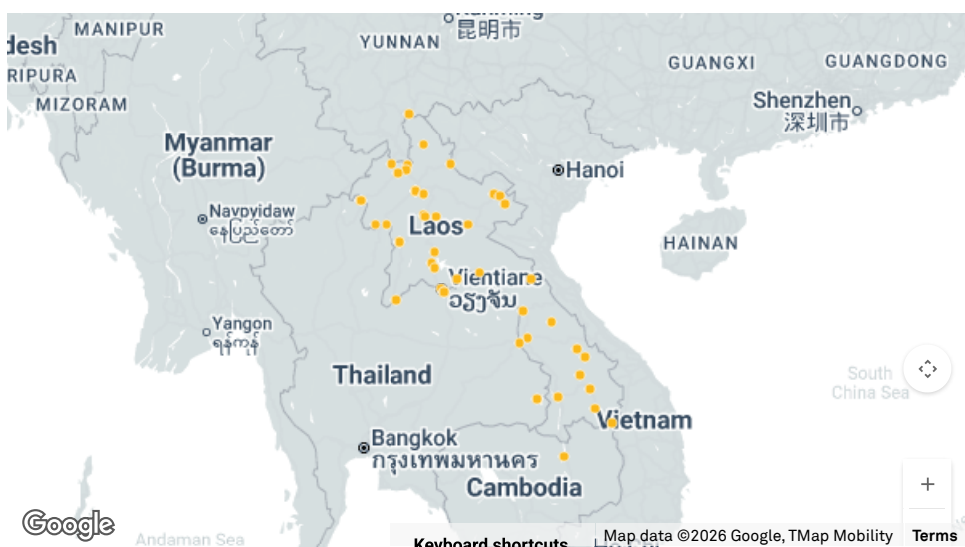 MANIPUR
昆明市
YUNNAN
GUANGXI
GUANGDONG
MIZORAM
Shenzhen
深圳市
Myanmar
(Burma)
Hanoi
Naypyidaw
နေပြည်တော်
Laos
HAINAN
Vientiane
ວຽງຈັນ
Yangon
ရန်ကုန်
Thailand
South
China Sea
Vietnam
Bangkok
กรุงเทพมหานคร
Cambodia
Google
Andaman Sea
Keyboard shortcuts
Map data ©2026 Google, TMap Mobility
Terms